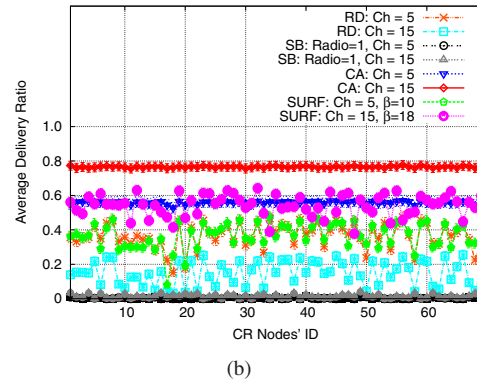 (b)
RD: Ch = 5
RD: Ch = 15
SB: Radio=1, Ch = 5
SB: Radio=1, Ch = 15
CA: Ch = 5
CA: Ch = 15
SURF: Ch = 5, β=10
SURF: Ch = 15, β=18
Average Delivery Ratio
1.0
0.8
0.6
0.4
0.2
0
10
20
30
40
50
60
CR Nodes' ID
(b)